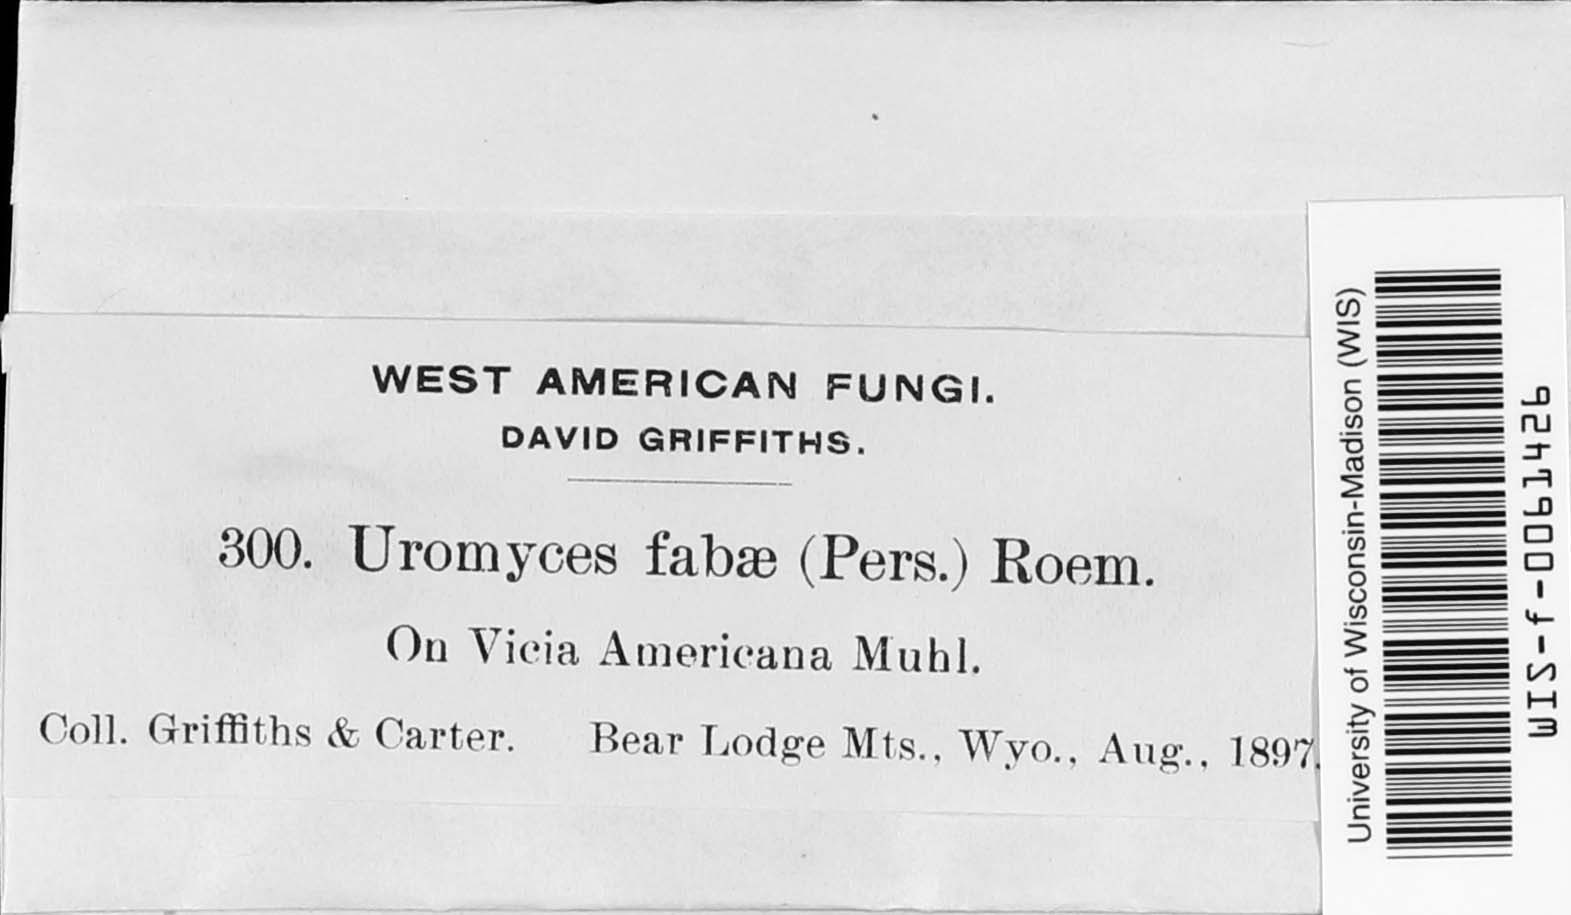 WEST AMERICAN FUNGI.
DAVID GRIFFITHS.
300. Uromyces fabæ (Pers.) Roem.
On Vicia Americana Muhl.
Coll. Griffiths & Carter. Bear Lodge Mts., Wyo., Aug., 1897.
University of Wisconsin-Madison (WIS)
WIS-f-0061426